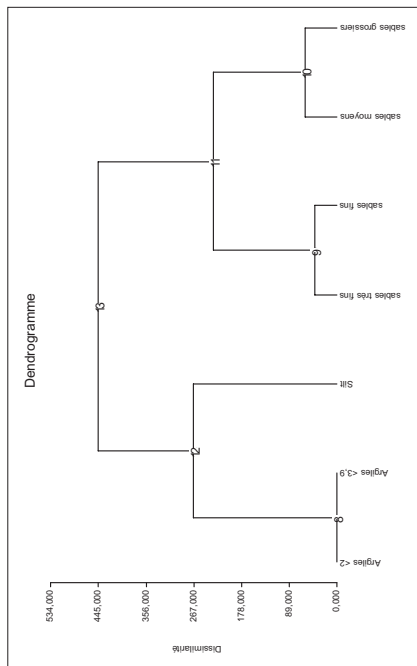 Dendrogramme
534,000
445,000
356,000
267,000
178,000
89,000
0,000
Dissimilarité
13
12
11
10
9
8
Argiles <2
Argiles <3,9
Silt
sables très fins
sables fins
sables moyens
sables grossiers